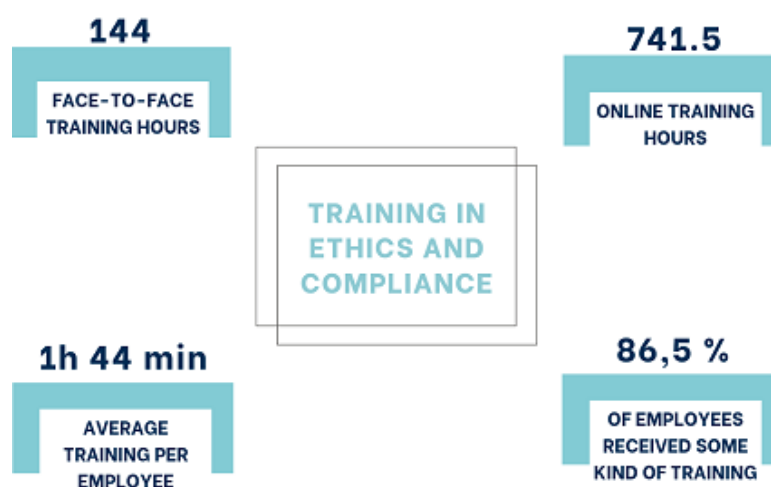 144
FACE-TO-FACE
TRAINING HOURS
741.5
ONLINE TRAINING
HOURS
TRAINING IN
ETHICS AND
COMPLIANCE
1h 44 min
AVERAGE
TRAINING PER
EMPLOYEE
86,5 %
OF EMPLOYEES
RECEIVED SOME
KIND OF TRAINING